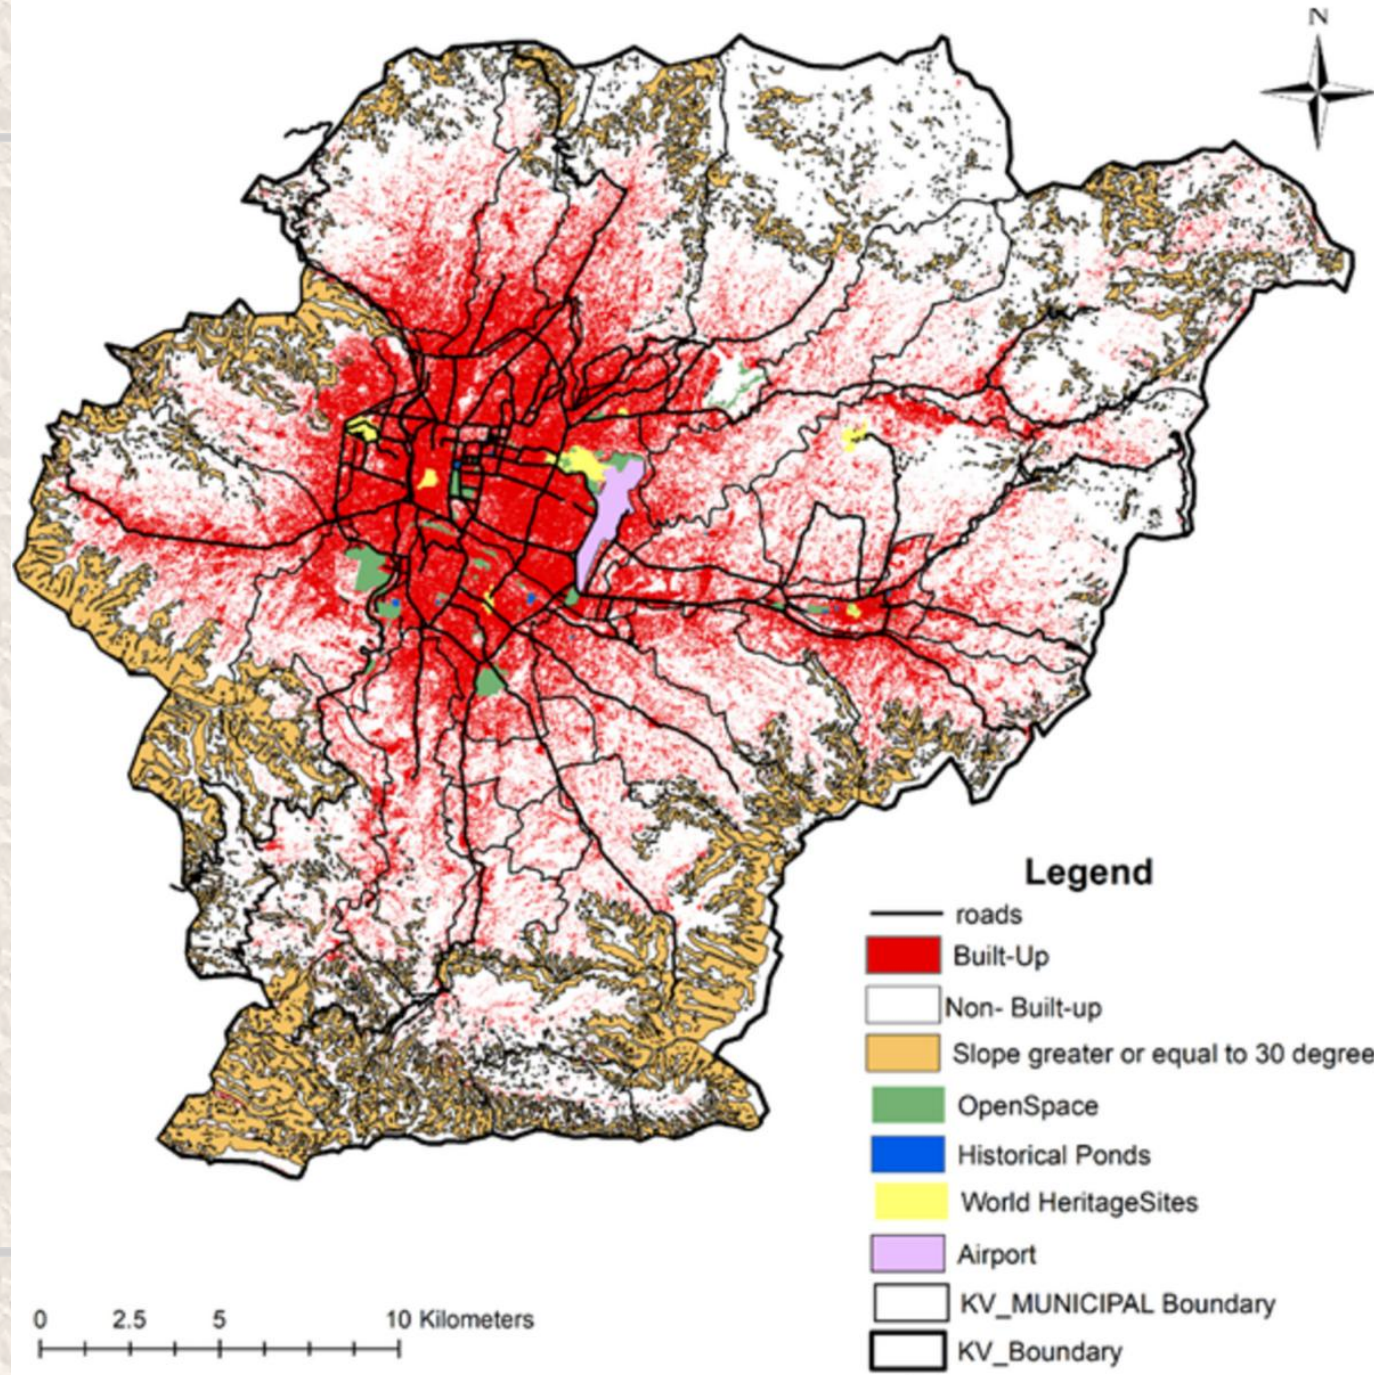 N
Legend
roads
Built-Up
Non- Built-up
Slope greater or equal to 30 degree
OpenSpace
Historical Ponds
World HeritageSites
Airport
KV_MUNICIPAL Boundary
KV_Boundary
0 2.5 5 10 Kilometers